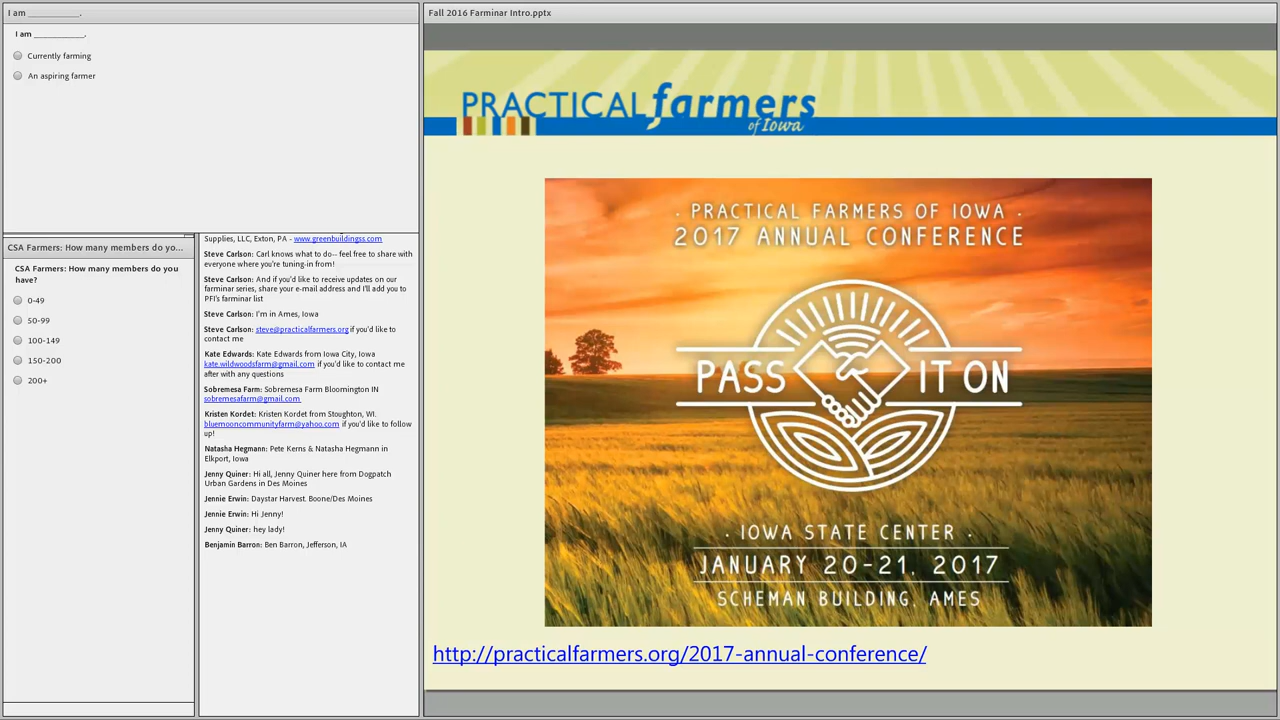 I am __________.
I am __________.
Currently farming
An aspiring farmer
CSA Farmers: How many members do yo...
CSA Farmers: How many members do you
have?
0-49
50-99
100-149
150-200
200+
Supplies, LLC, Exton, PA - www.greenbuildingss.com
Steve Carlson: Carl knows what to do-- feel free to share with
everyone where you're tuning-in from!
Steve Carlson: And if you'd like to receive updates on our
farminar series, share your e-mail address and I'll add you to
PFI's farminar list
Steve Carlson: I'm in Ames, Iowa
Steve Carlson: steve@practicalfarmers.org if you'd like to
contact me
Kate Edwards: Kate Edwards from Iowa City, Iowa
kate.wildwoodsfarm@gmail.com if you'd like to contact me
after with any questions
Sobremesa Farm: Sobremesa Farm Bloomington IN
sobremesafarm@gmail.com
Kristen Kordet: Kristen Kordet from Stoughton, WI.
bluemooncommunityfarm@yahoo.com if you'd like to follow
up!
Natasha Hegmann: Pete Kerns & Natasha Hegmann in
Elkport, Iowa
Jenny Quiner: Hi all, Jenny Quiner here from Dogpatch
Urban Gardens in Des Moines
Jennie Erwin: Daystar Harvest. Boone/Des Moines
Jennie Erwin: Hi Jenny!
Jenny Quiner: hey lady!
Benjamin Barron: Ben Barron, Jefferson, IA
Fall 2016 Farminar Intro.pptx
PRACTICAL farmers
of Iowa
· PRACTICAL FARMERS OF IOWA ·
2017 ANNUAL CONFERENCE
PASS IT ON
· IOWA STATE CENTER ·
JANUARY 20-21, 2017
SCHEMAN BUILDING, AMES
http://practicalfarmers.org/2017-annual-conference/